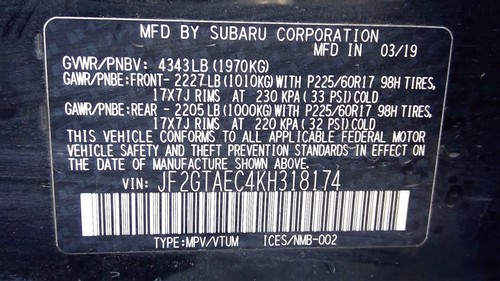 MFD BY SUBARU CORPORATION
MFD IN 03/19
GVWR/PNBV: 4343LB(1970KG)
GAWR/PNBE:FRONT- 2227LB(1010KG)WITH P225/60R17 98H TIRES,
17X7J RIMS AT 230 KPA(33 PSI)COLD
GAWR/PNBE:REAR - 2205LB(1000KG)WITH P225/60R17 98H TIRES,
17X7J RIMS AT 220 KPA(32 PSI)COLD
THIS VEHICLE CONFORMS TO ALL APPLICABLE FEDERAL MOTOR
VEHICLE SAFETY AND THEFT PREVENTION STANDARDS IN EFFECT ON
THE DATE OF MANUFACTURE SHOWN ABOVE.
VIN: JF2GTAEC4KH318174
TYPE:MPV/VTUM ICES/NMB-002